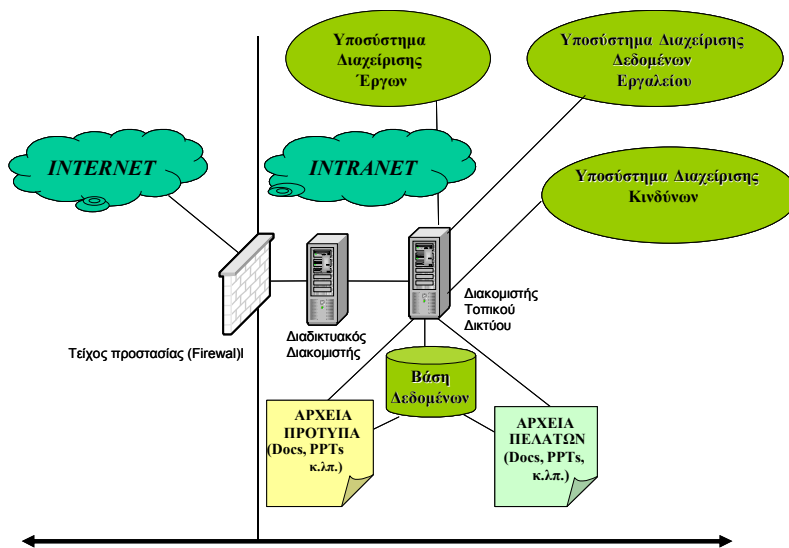 Υποσύστημα
Διαχείρισης
Έργων
Υποσύστημα Διαχείρισης
Δεδομένων
Εργαλείου
INTERNET
INTRANET
Υποσύστημα Διαχείρισης
Κινδύνων
Διακομιστής
Τοπικού
Δικτύου
Διαδικτυακός
Διακομιστής
Τείχος προστασίας (Firewal)l
Βάση
Δεδομένων
ΑΡΧΕΙΑ
ΠΡΟΤΥΠΑ
(Docs, PPTs
κ.λπ.)
ΑΡΧΕΙΑ
ΠΕΛΑΤΩΝ
(Docs, PPTs,
κ.λπ.)